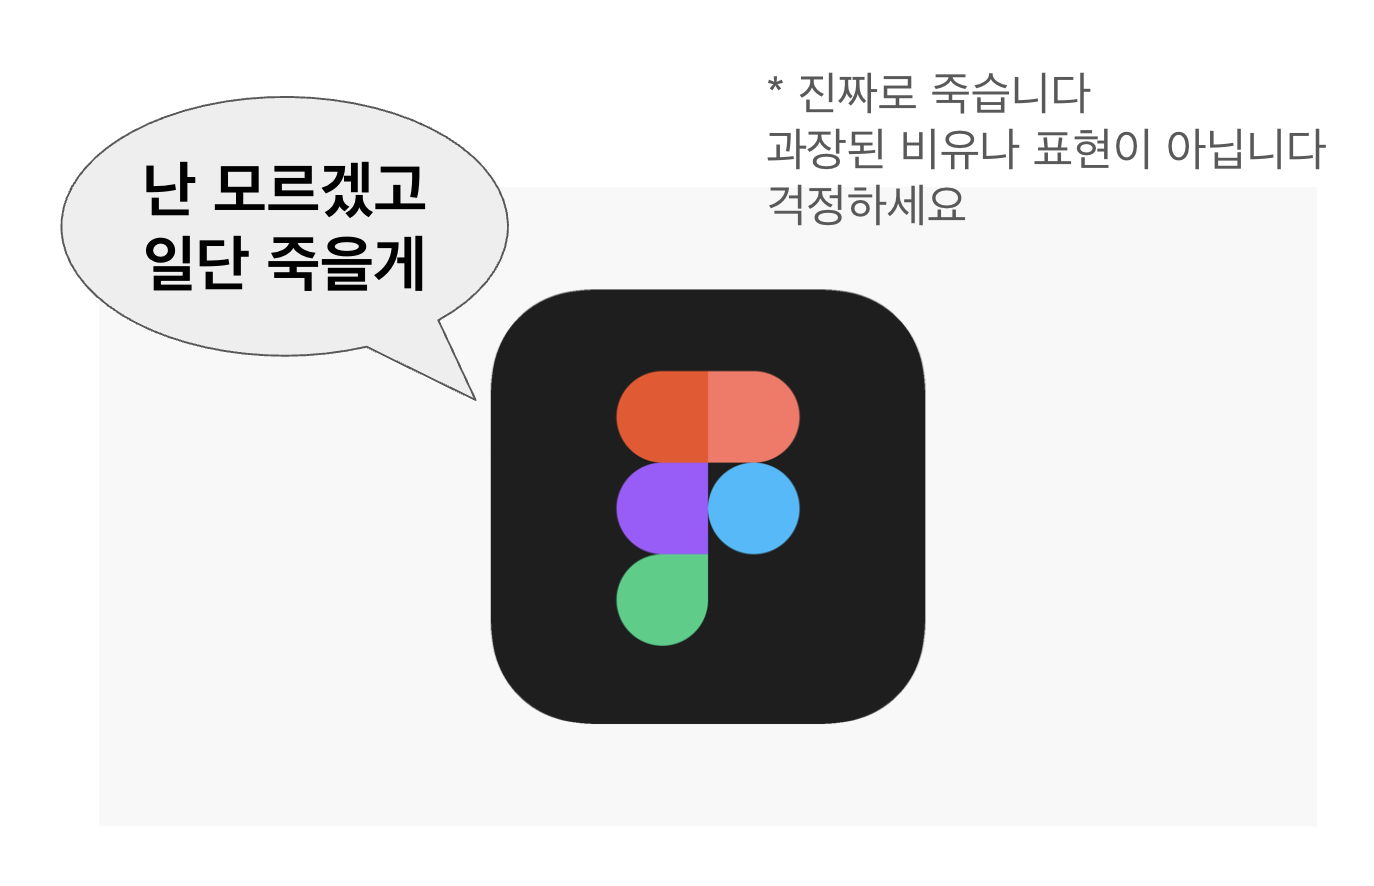 * 진짜로 죽습니다
과장된 비유나 표현이 아닙니다
걱정하세요
난 모르겠고
일단 죽을게